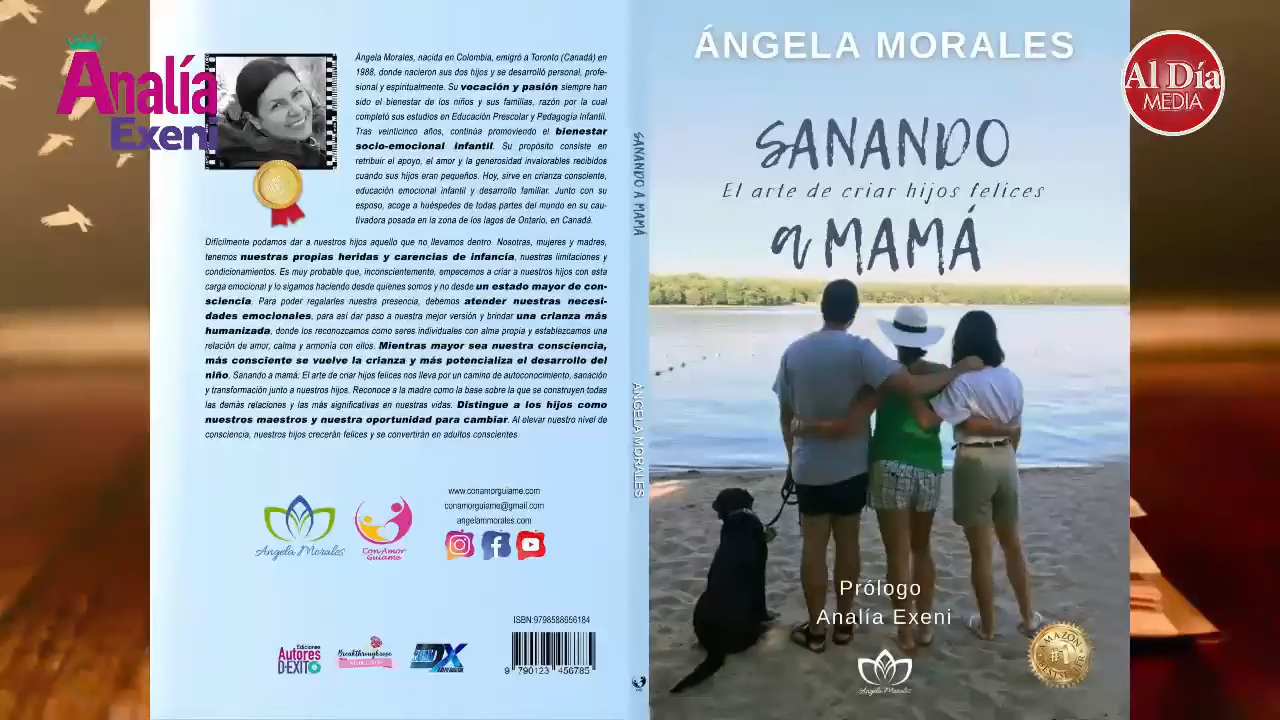 Analía
Exeni
Ángela Morales, nacida en Colombia, emigró a Toronto (Canadá) en
1988, donde nacieron sus dos hijos y se desarrolló personal, profe-
sional y espiritualmente. Su vocación y pasión siempre han
sido el bienestar de los niños y sus familias, razón por la cual
completó sus estudios en Educación Prescolar y Pedagogía Infantil.
Tras veinticinco años, continúa promoviendo el bienestar
socio-emocional infantil. Su propósito consiste en
retribuir el apoyo, el amor y la generosidad invalorables recibidos
cuando sus hijos eran pequeños. Hoy, sirve en crianza consciente,
educación emocional infantil y desarrollo familiar. Junto con su
esposo, acoge a huéspedes de todas partes del mundo en su cau-
tivadora posada en la zona de los lagos de Ontario, en Canadá.
Difícilmente podamos dar a nuestros hijos aquello que no llevamos dentro. Nosotras, mujeres y madres,
tenemos nuestras propias heridas y carencias de infancia, nuestras limitaciones y
condicionamientos. Es muy probable que, inconscientemente, empecemos a criar a nuestros hijos con esta
carga emocional y lo sigamos haciendo desde quienes somos y no desde un estado mayor de con-
sciencia. Para poder regalarles nuestra presencia, debemos atender nuestras necesi-
dades emocionales, para así dar paso a nuestra mejor versión y brindar una crianza más
humanizada, donde los reconozcamos como seres individuales con alma propia y establezcamos una
relación de amor, calma y armonía con ellos. Mientras mayor sea nuestra consciencia,
más consciente se vuelve la crianza y más potencializa el desarrollo del
niño. Sanando a mamá: El arte de criar hijos felices nos lleva por un camino de autoconocimiento, sanación
y transformación junto a nuestros hijos. Reconoce a la madre como la base sobre la que se construyen todas
las demás relaciones y las más significativas en nuestras vidas. Distingue a los hijos como
nuestros maestros y nuestra oportunidad para cambiar. Al elevar nuestro nivel de
consciencia, nuestros hijos crecerán felices y se convertirán en adultos conscientes.
Angela Morales
ConAmor
Guíame
www.conamorguiame.com
conamorguiame@gmail.com
angelammorales.com
ISBN:9798588656184
9 790123 456785
Ediciones
Autores
D'EXITO
Breakthrough
SANANDO A MAMÁ
ÁNGELA MORALES
ÁNGELA MORALES
SANANDO
El arte de criar hijos felices
a MAMÁ
Prólogo
Analía Exeni
Angela Morales
AMAZON
#1
Al Día
MEDIA